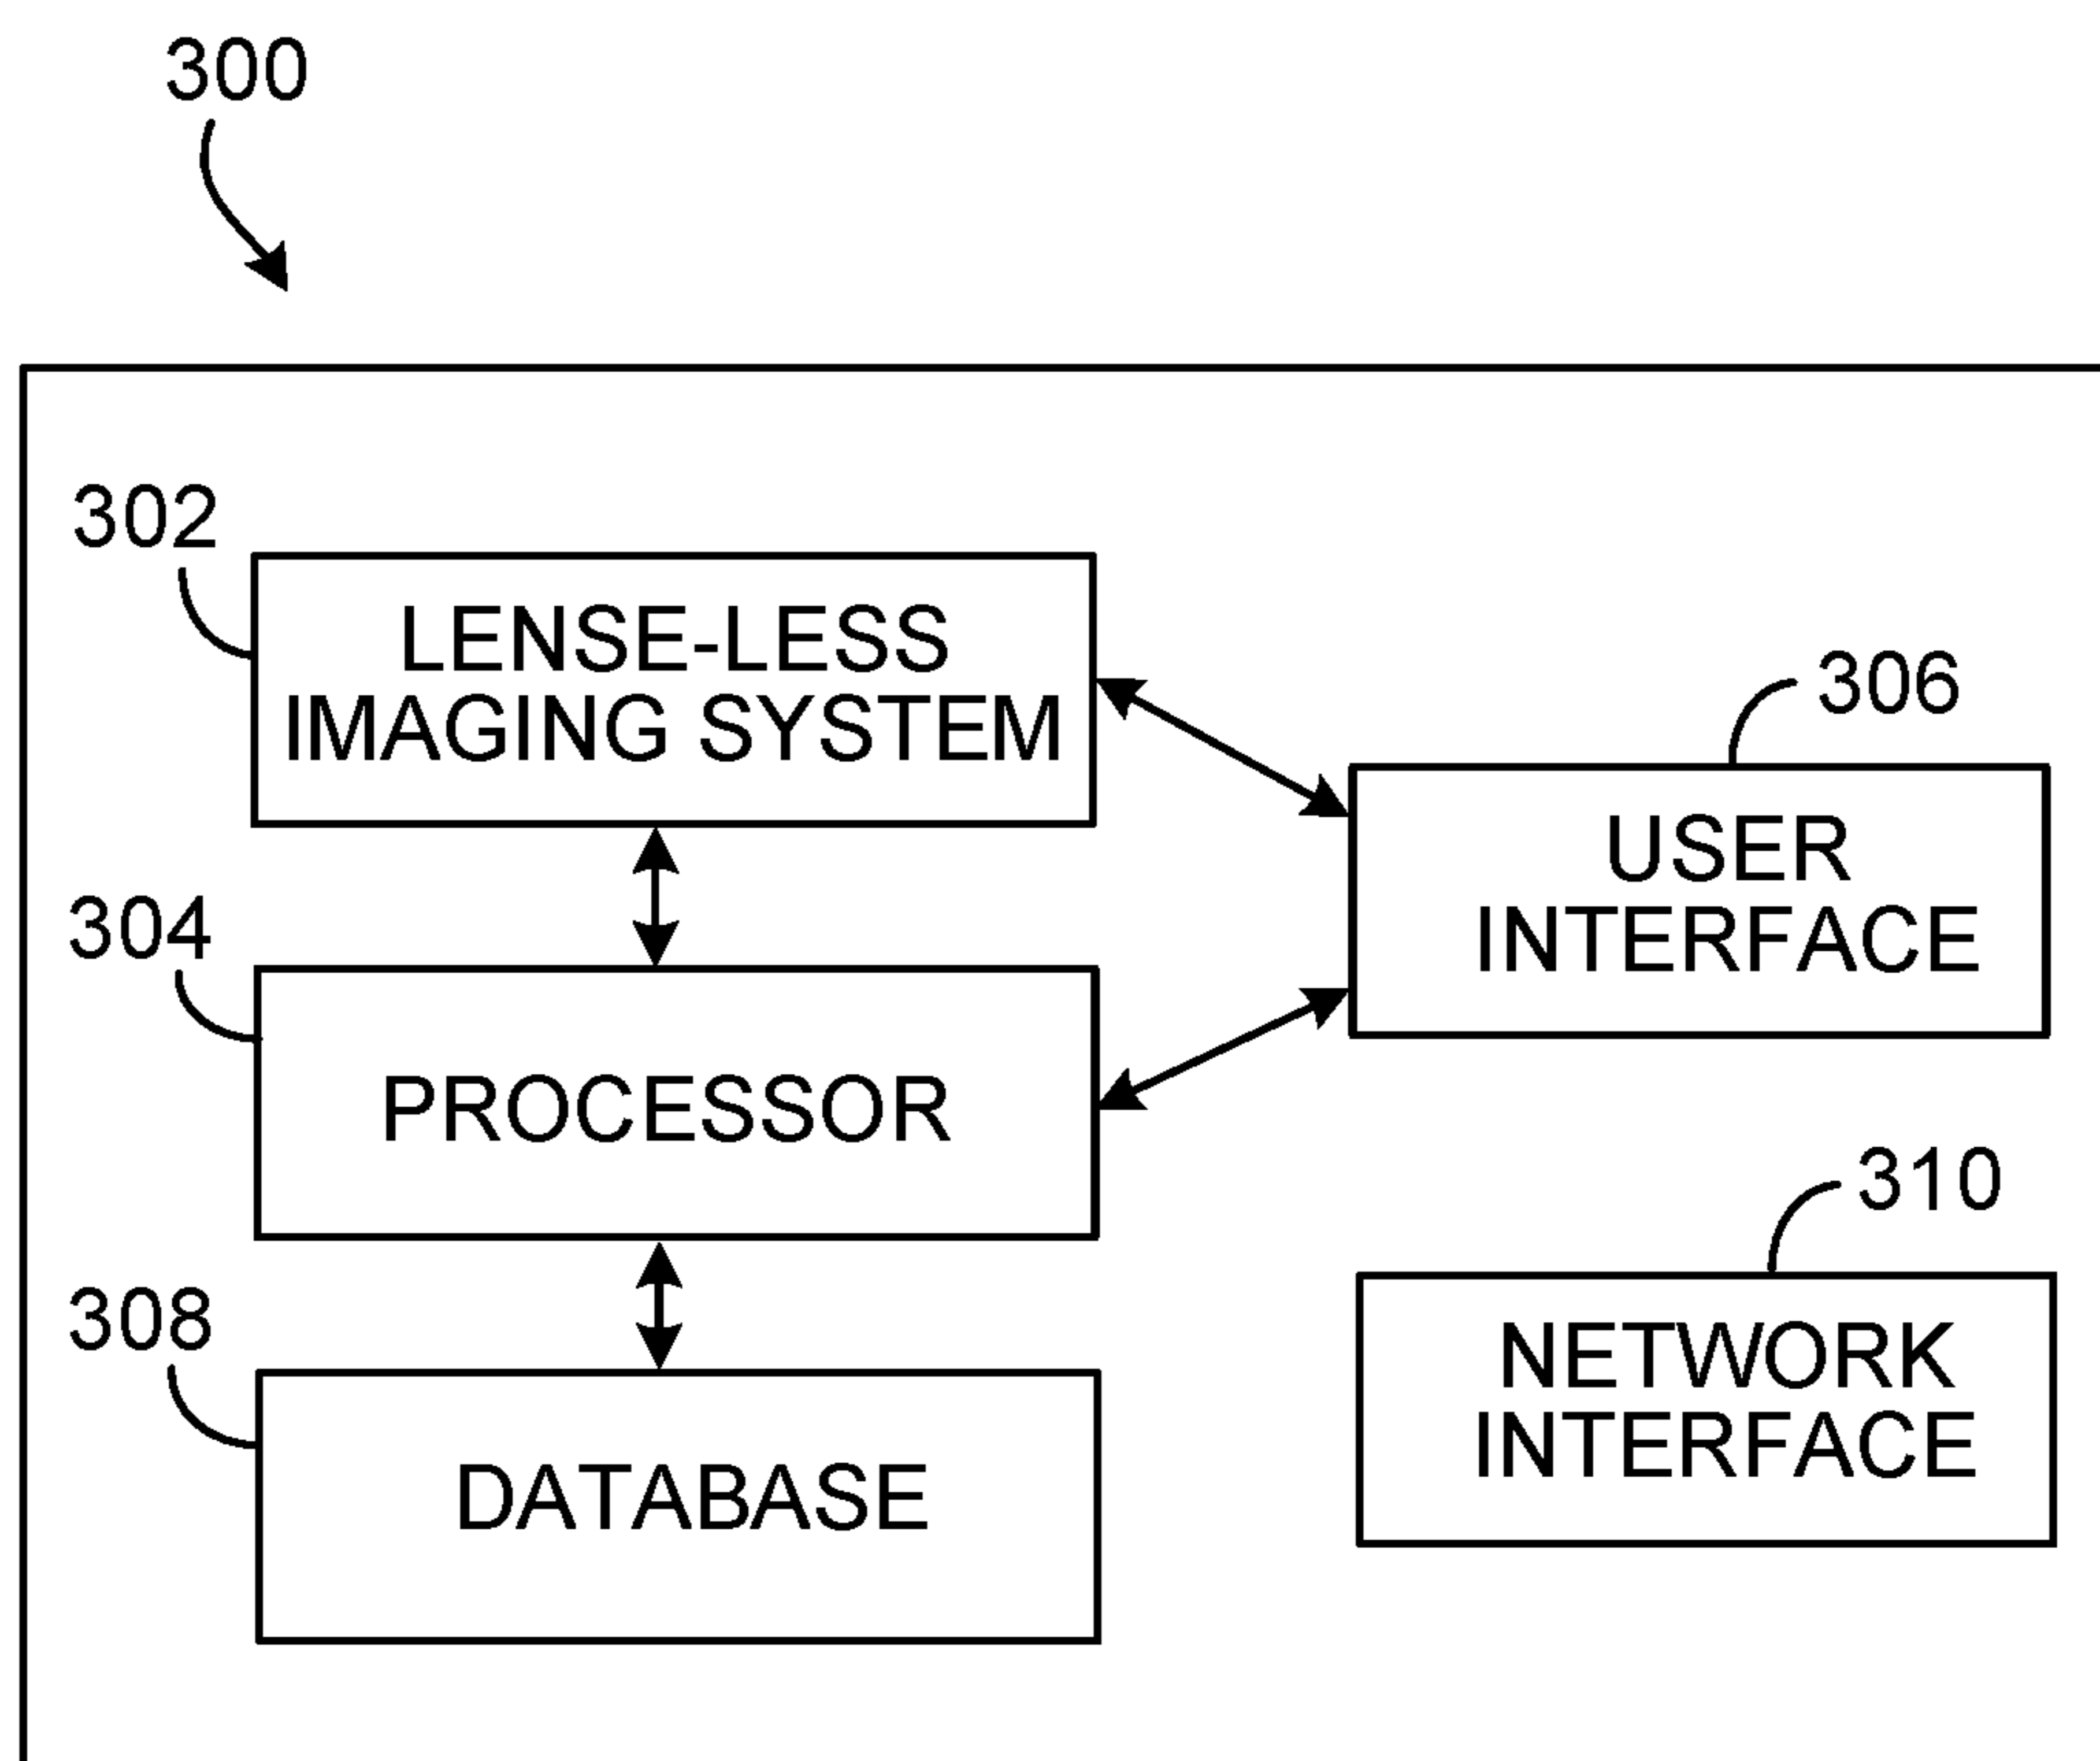 300
302
LENSE-LESS
IMAGING SYSTEM
306
USER
INTERFACE
304
PROCESSOR
310
NETWORK
INTERFACE
308
DATABASE